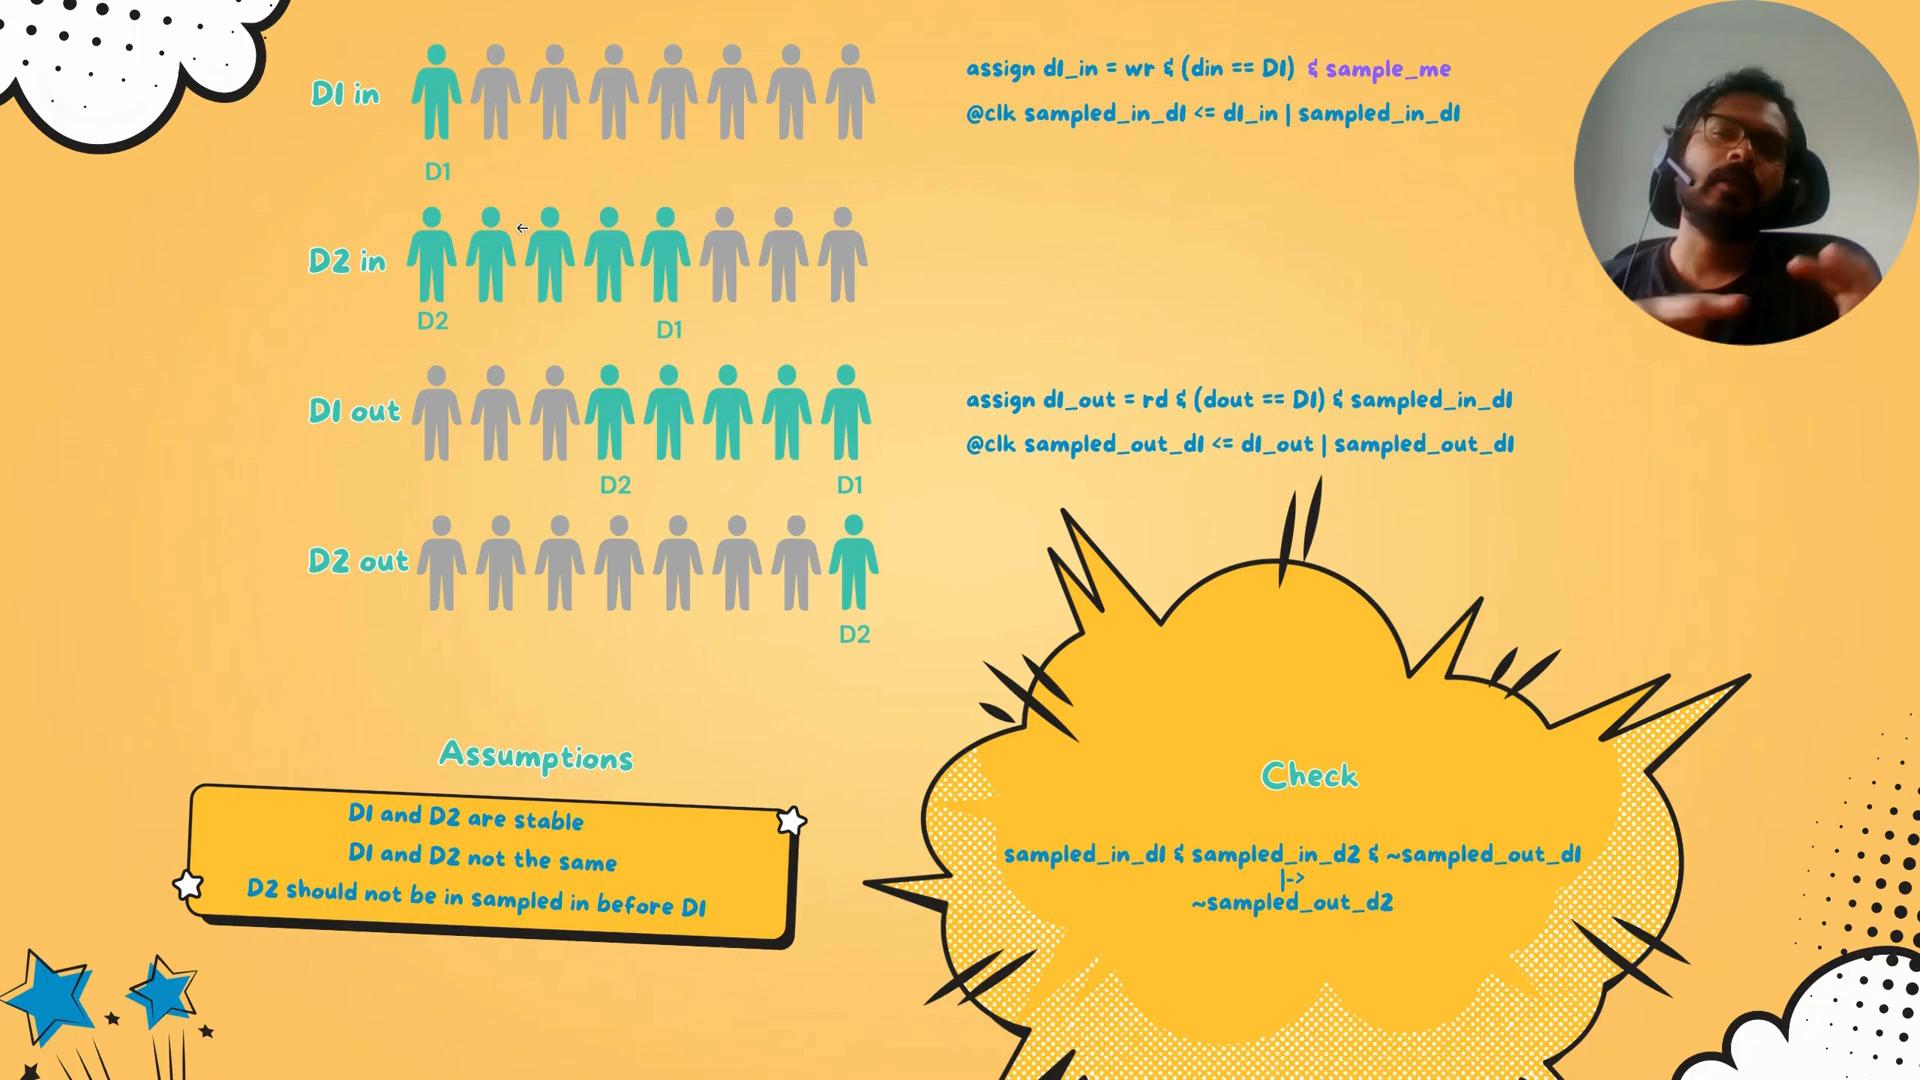 D1 in
assign d1_in = wr & (din == D1) & sample_me
@clk sampled_in_d1 <= d1_in | sampled_in_d1
D1
D2 in
D2
D1
D1 out
assign d1_out = rd & (dout == D1) & sampled_in_d1
@clk sampled_out_d1 <= d1_out | sampled_out_d1
D2
D1
D2 out
D2
Assumptions
D1 and D2 are stable
D1 and D2 not the same
D2 should not be in sampled in before D1
Check
sampled_in_d1 & sampled_in_d2 & ~sampled_out_d1
|->
~sampled_out_d2